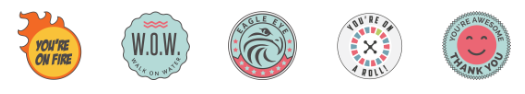 YOU'RE
ON FIRE
W.O.W.
WALK ON WATER
EAGLE EYE
YOU'RE ON
A ROLL!
YOU'RE AWESOME
THANK YOU